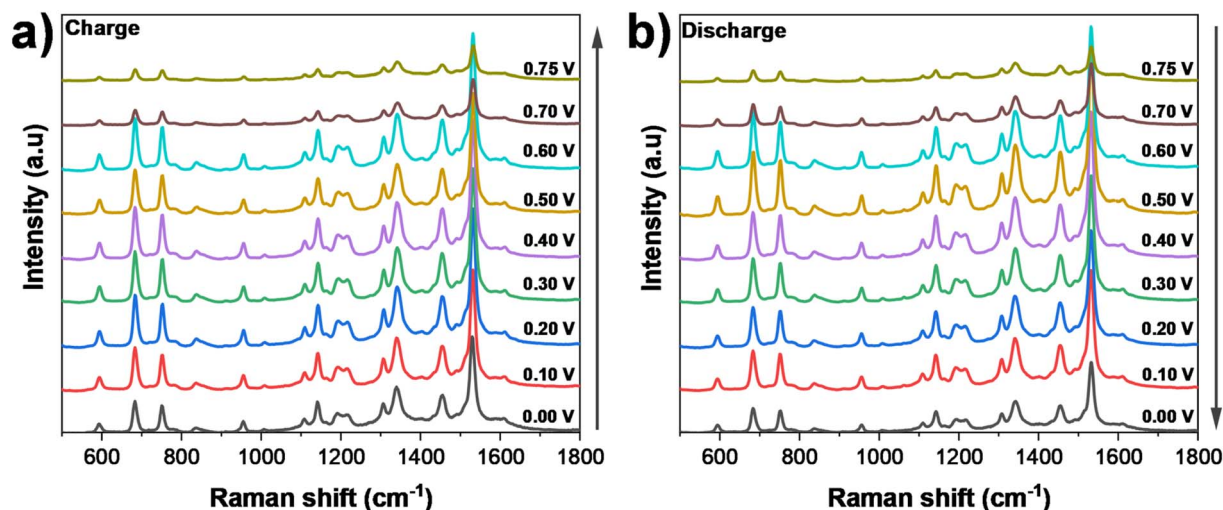 a) Charge
0.75 V
0.70 V
0.60 V
0.50 V
0.40 V
0.30 V
0.20 V
0.10 V
0.00 V
Intensity (a.u)
600 800 1000 1200 1400 1600 1800
Raman shift (cm⁻¹)
b) Discharge
0.75 V
0.70 V
0.60 V
0.50 V
0.40 V
0.30 V
0.20 V
0.10 V
0.00 V
Intensity (a.u)
600 800 1000 1200 1400 1600 1800
Raman shift (cm⁻¹)